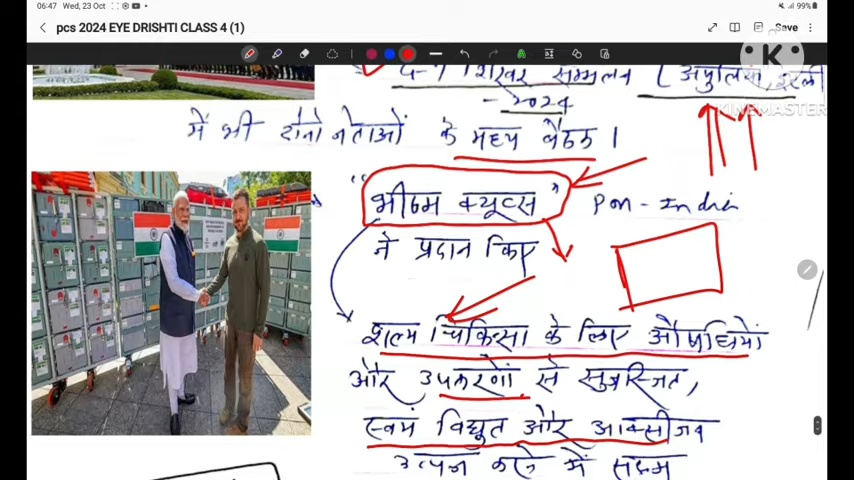 06:47 Wed, 23 Oct
99%
pcs 2024 EYE DRISHTI CLASS 4 (1)
Save
KINEMASTER
शिखर सम्मलन (अपुलिया, इटली
- 2024
में भी दोनो नेताओं के मध्य बैठक।
"भीष्म क्यूब्स" pm - India
ने प्रदान किए
शल्य चिकित्सा के लिए औषधियों
और उपकरणों से सुसज्जित,
स्वयं विद्युत और आक्सीजन
उत्पन्न करने में सक्षम